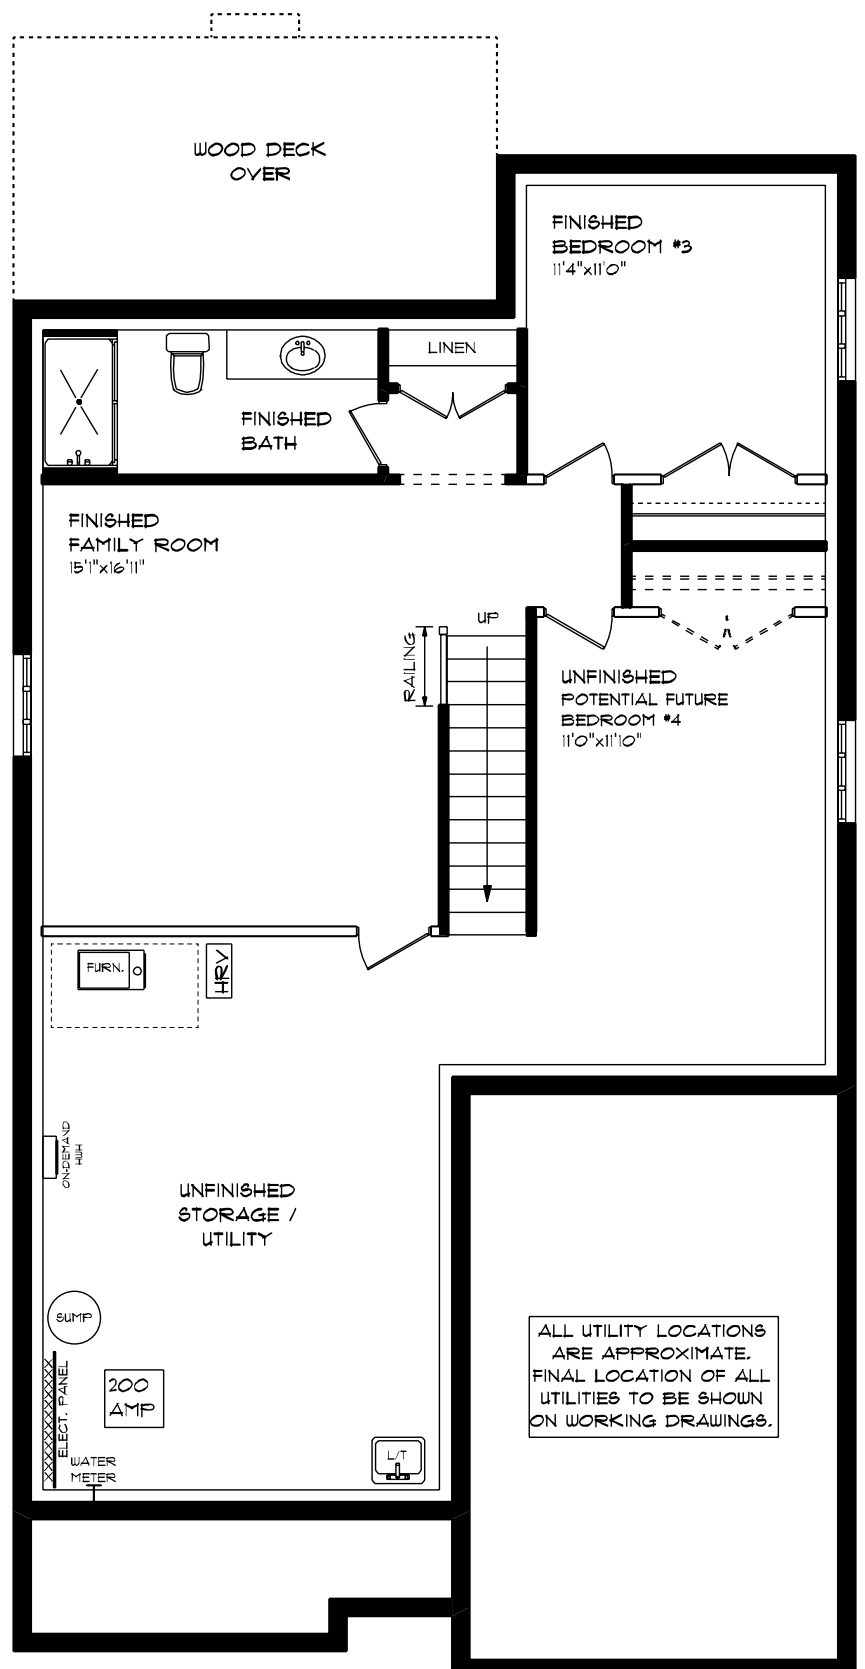 WOOD DECK
OVER
FINISHED
BEDROOM #3
11'4"x11'0"
LINEN
FINISHED
BATH
FINISHED
FAMILY ROOM
15'1"x16'11"
UP
RAILING
UNFINISHED
POTENTIAL FUTURE
BEDROOM #4
11'0"x11'10"
FURN.
HRV
ON-DEMAND
HWH
UNFINISHED
STORAGE /
UTILITY
SUMP
ELECT. PANEL
200
AMP
WATER
METER
L/T
ALL UTILITY LOCATIONS
ARE APPROXIMATE.
FINAL LOCATION OF ALL
UTILITIES TO BE SHOWN
ON WORKING DRAWINGS.